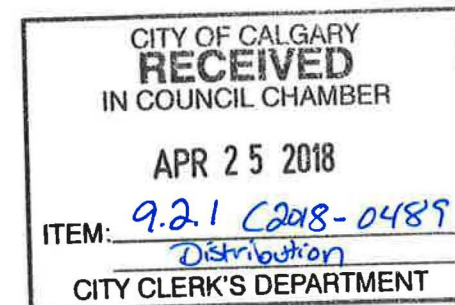 CITY OF CALGARY
RECEIVED
IN COUNCIL CHAMBER
APR 25 2018
ITEM: 9.2.1 C2018-0489
Distribution
CITY CLERK'S DEPARTMENT